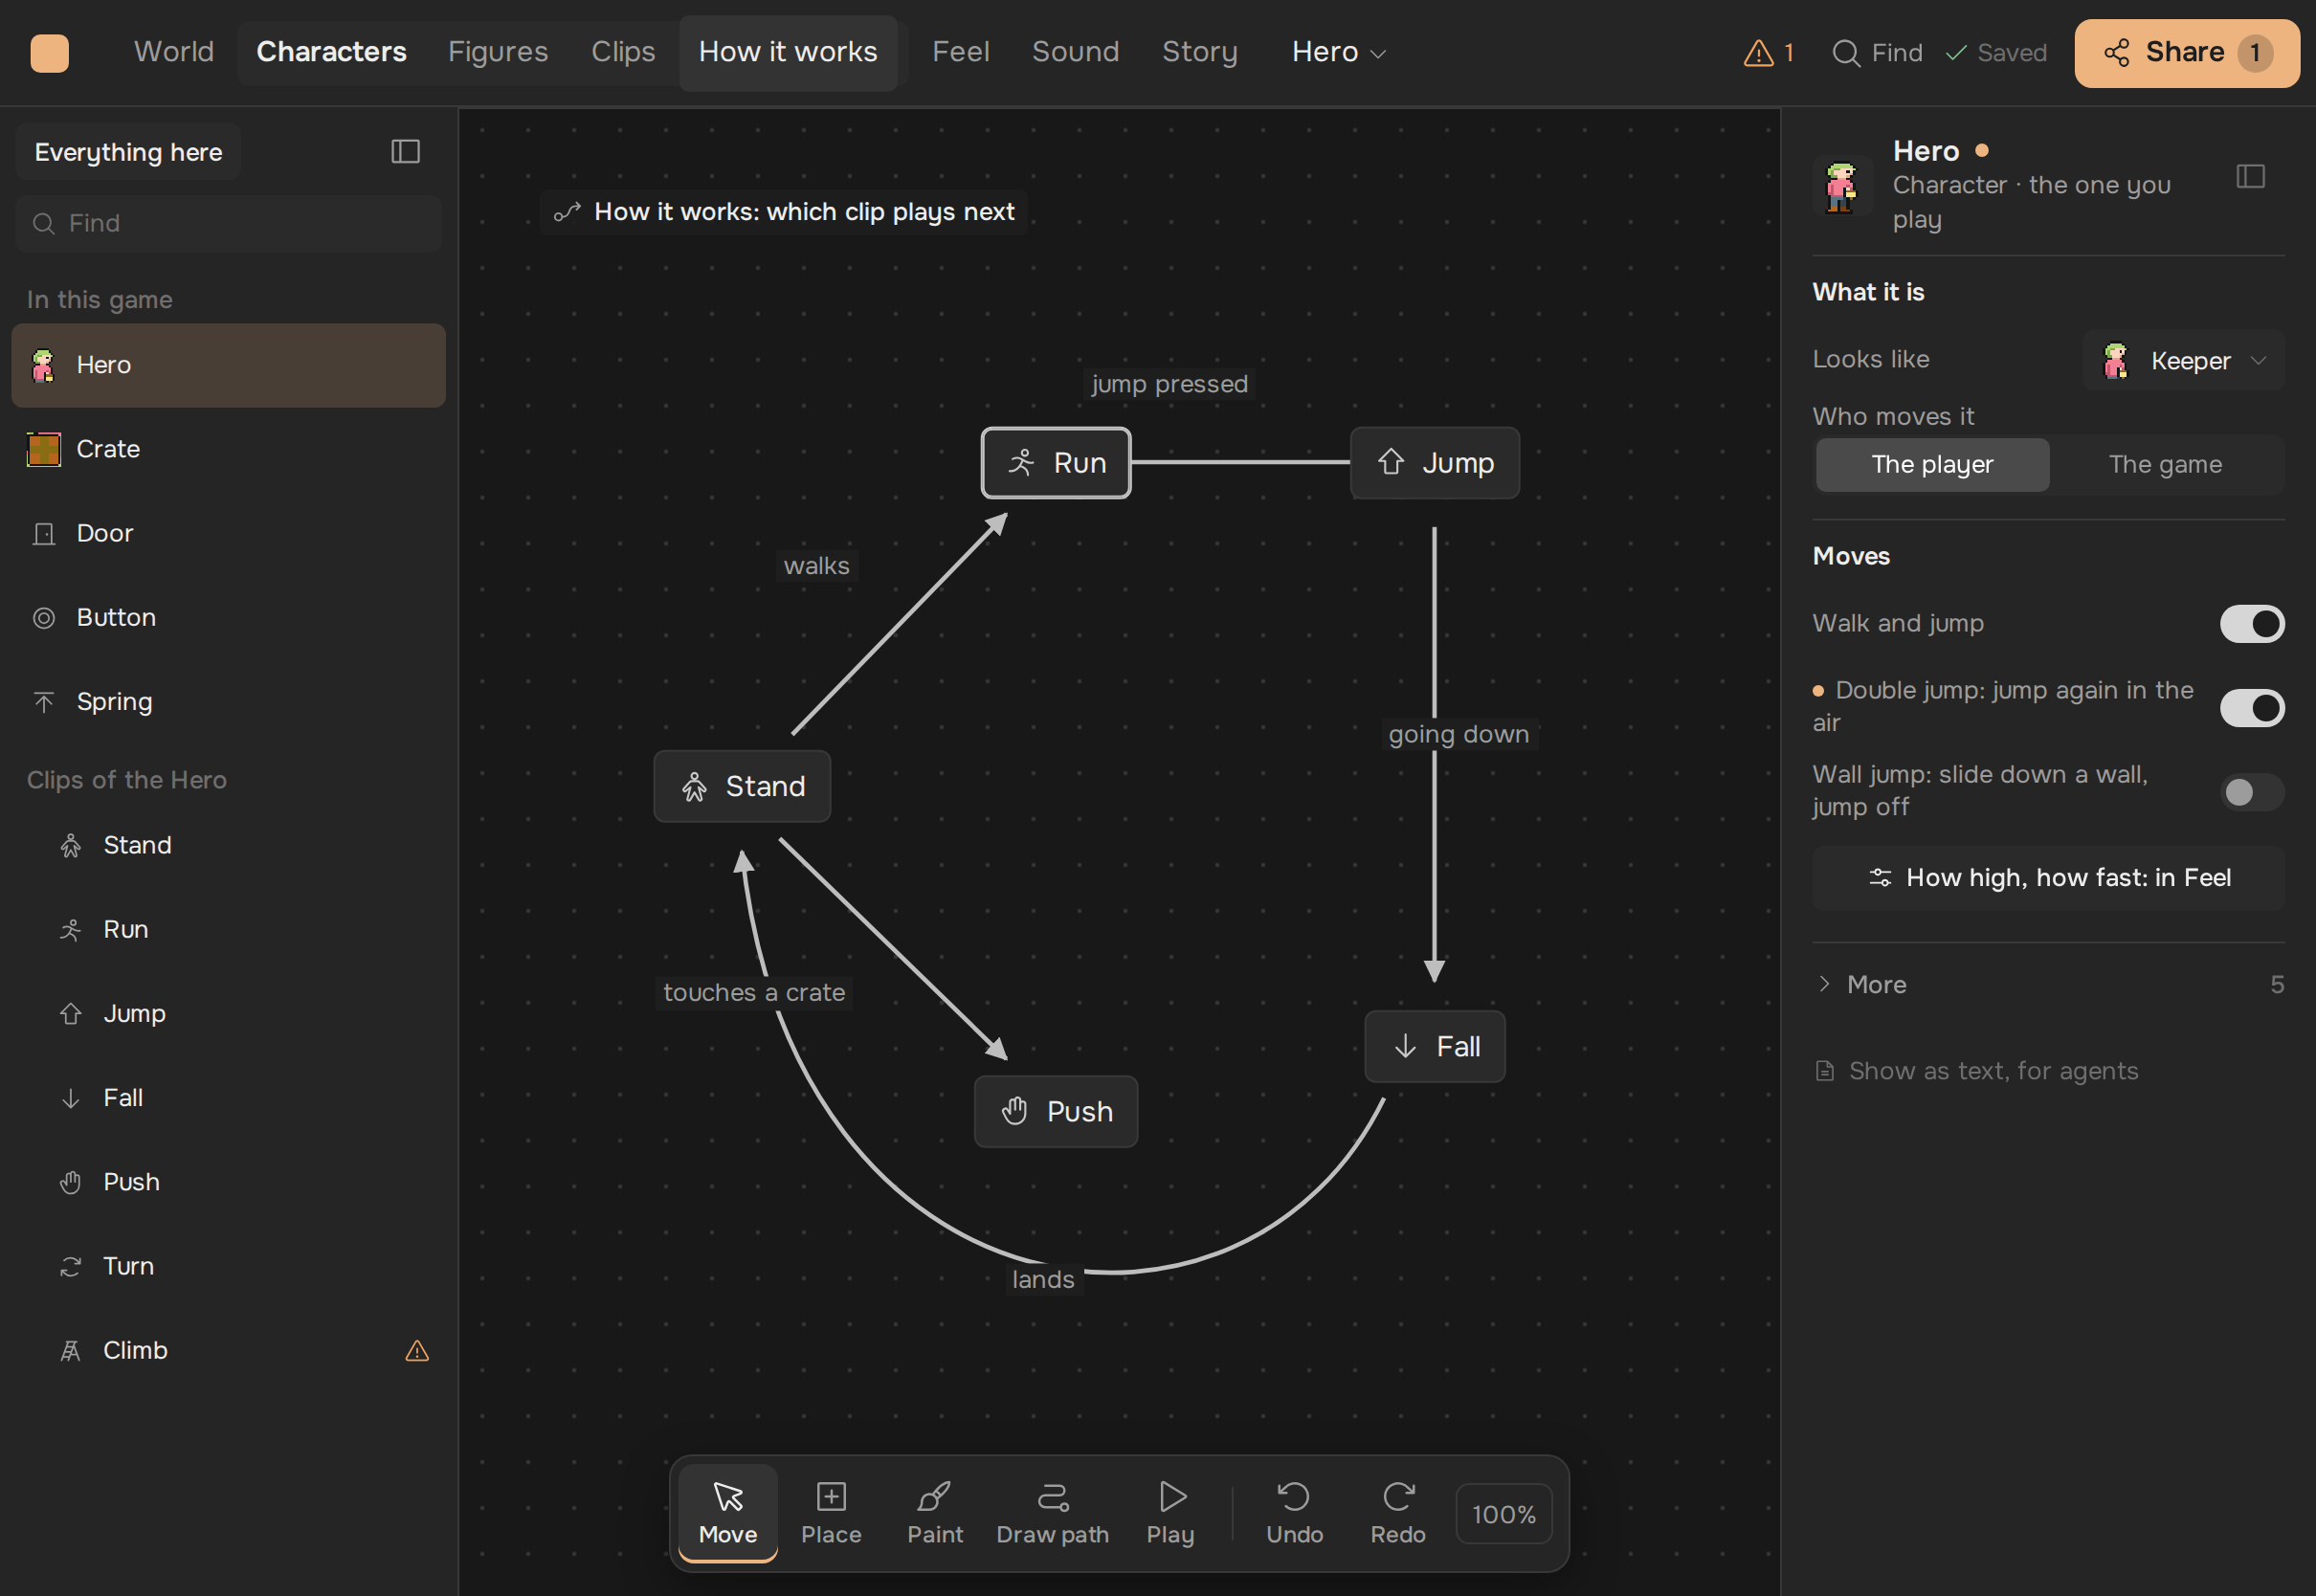 World
Characters
Figures
Clips
How it works
Feel
Sound
Story
Hero
1
Find
Saved
Share 1
Everything here
Find
In this game
Hero
Crate
Door
Button
Spring
Clips of the Hero
Stand
Run
Jump
Fall
Push
Turn
Climb
How it works: which clip plays next
jump pressed
Run
Jump
walks
going down
Stand
touches a crate
Fall
Push
lands
Move
Place
Paint
Draw path
Play
Undo
Redo
100%
Hero
Character · the one you
play
What it is
Looks like
Keeper
Who moves it
The player
The game
Moves
Walk and jump
Double jump: jump again in the
air
Wall jump: slide down a wall,
jump off
How high, how fast: in Feel
More
5
Show as text, for agents